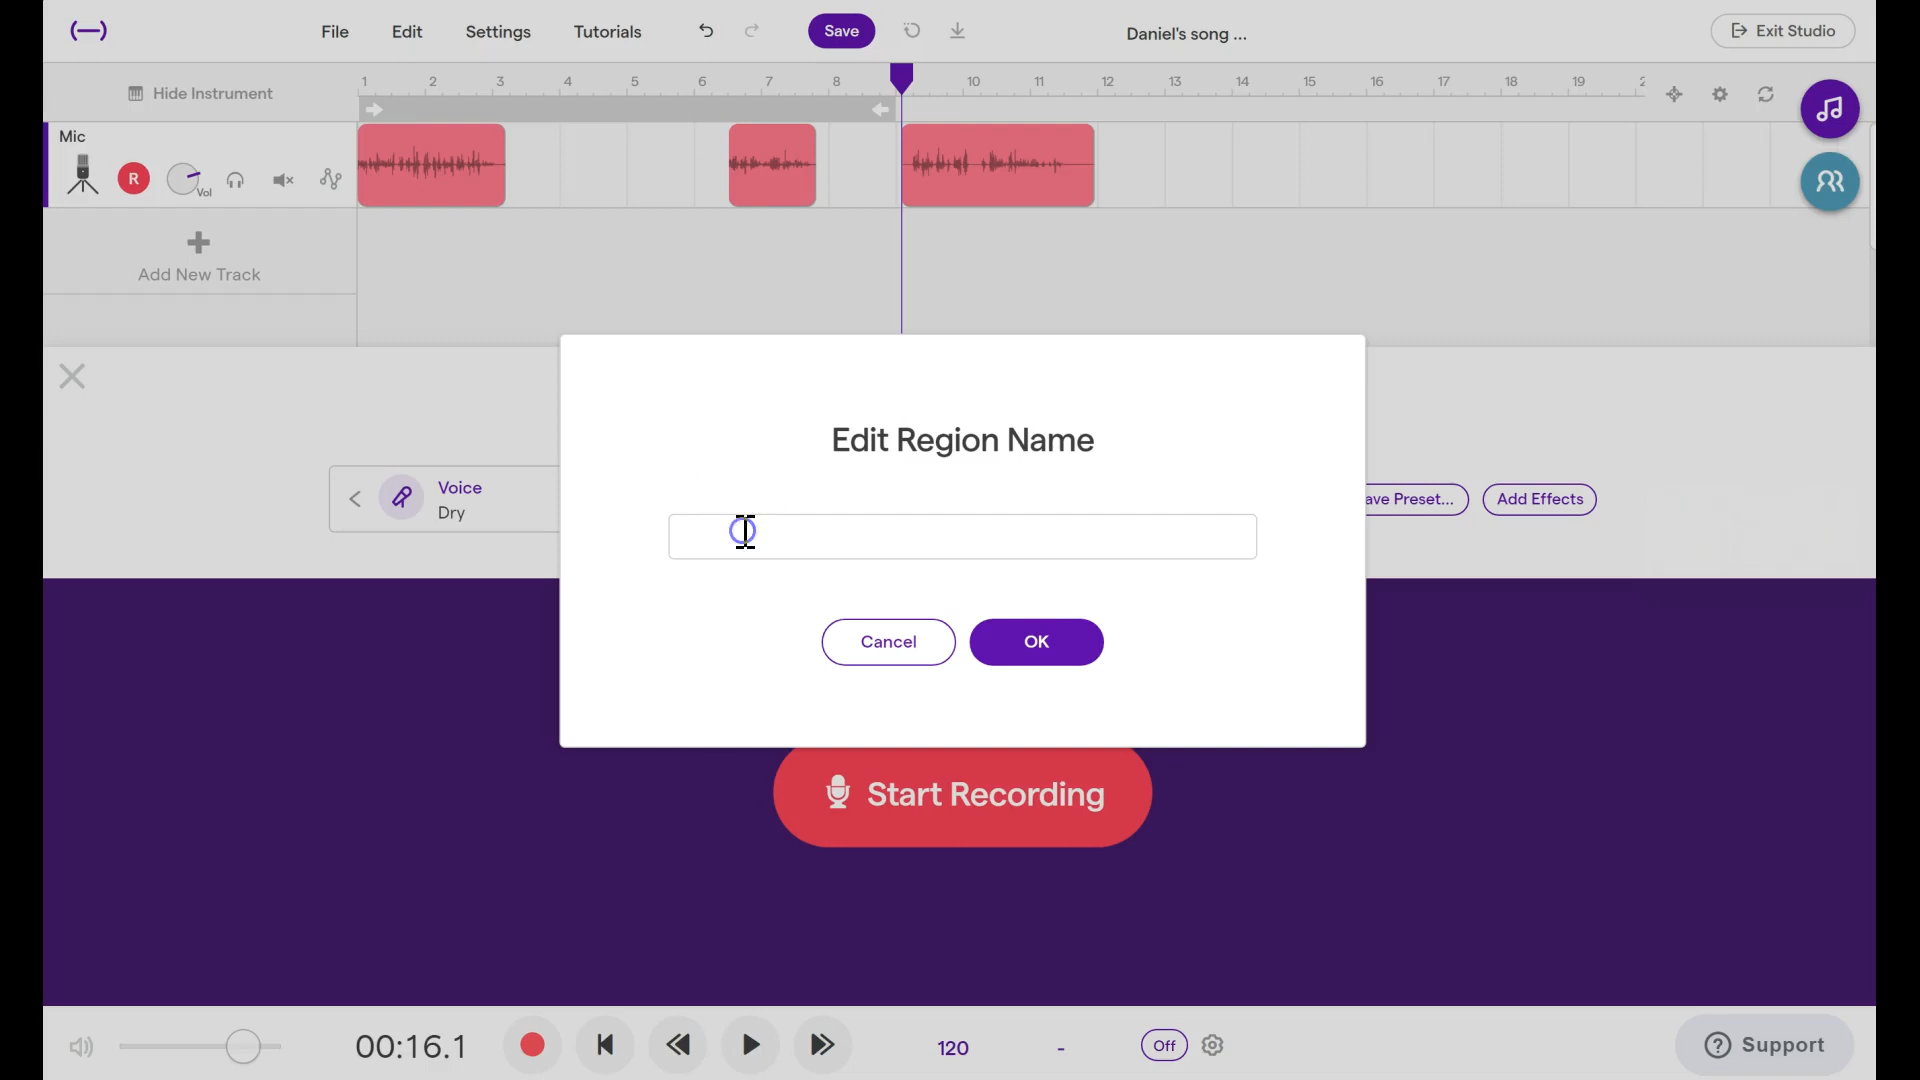 File Edit Settings Tutorials Save Daniel's song ... Exit Studio
Hide Instrument
1 2 3 4 5 6 7 8 10 11 12 13 14 15 16 17 18 19
Mic
R Vol
Add New Track
Edit Region Name
Voice
Dry
ave Preset... Add Effects
Cancel OK
Start Recording
00:16.1 120 - Off Support